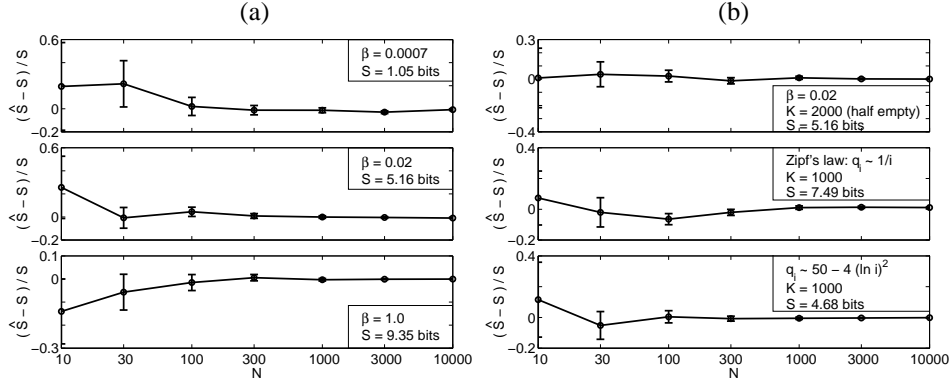 (a)
0.6
0
−0.2
(Ŝ − S) / S
β = 0.0007
S = 1.05 bits
0.6
0
−0.2
(Ŝ − S) / S
β = 0.02
S = 5.16 bits
0.1
0
−0.3
(Ŝ − S) / S
β = 1.0
S = 9.35 bits
10 30 100 300 1000 3000 10000
N
(b)
0.3
0
−0.4
(Ŝ − S) / S
β = 0.02
K = 2000 (half empty)
S = 5.16 bits
0.4
0
−0.2
(Ŝ − S) / S
Zipf's law: qᵢ ~ 1/i
K = 1000
S = 7.49 bits
0.4
0
−0.2
(Ŝ − S) / S
qᵢ ~ 50 − 4 (ln i)²
K = 1000
S = 4.68 bits
10 30 100 300 1000 3000 10000
N